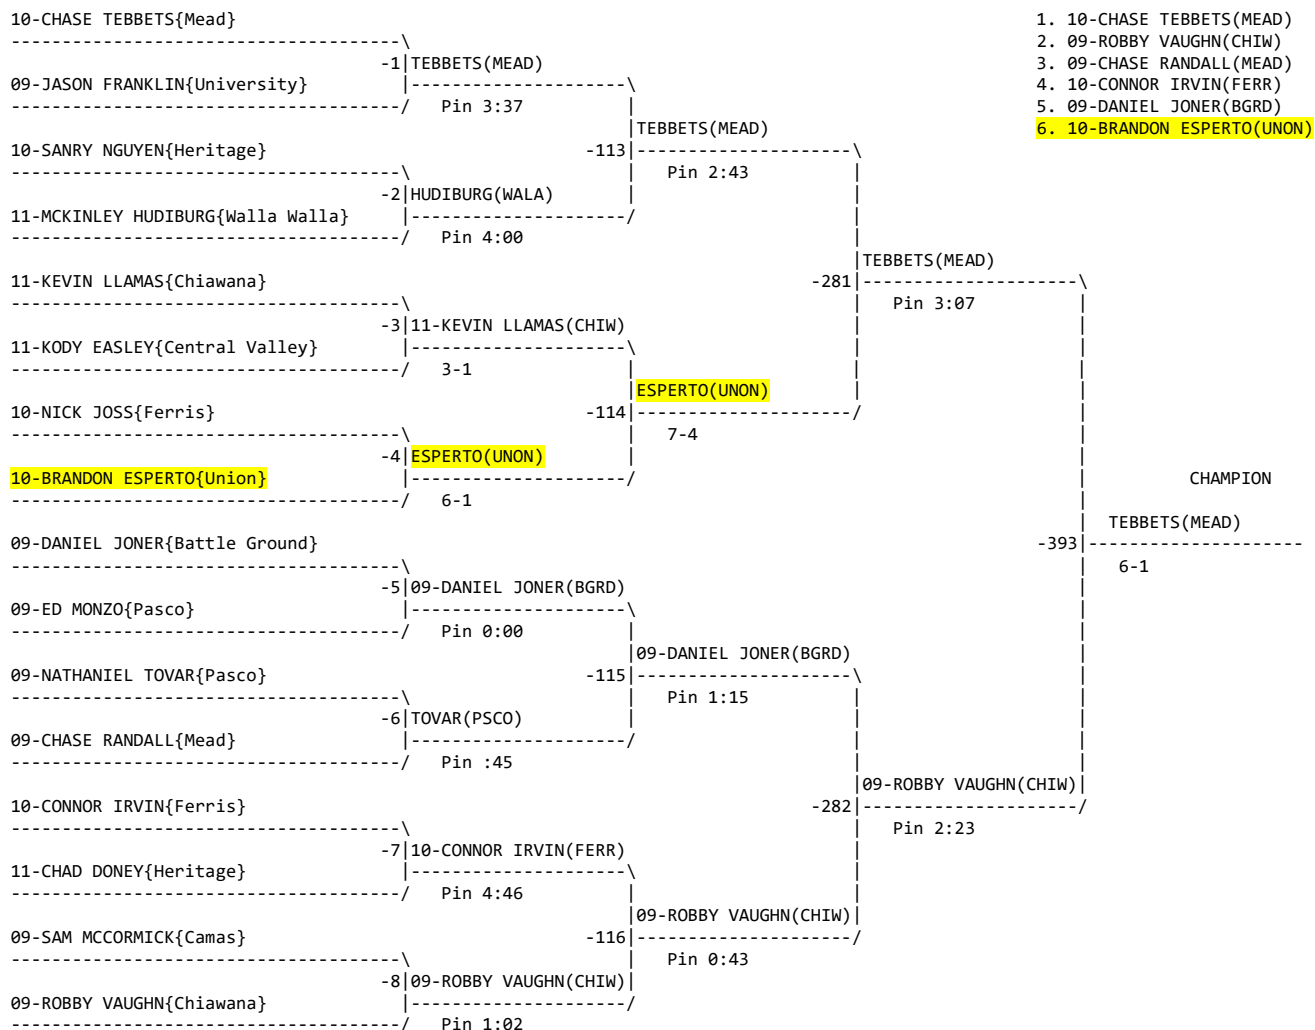 10-CHASE TEBBETS{Mead} 1. 10-CHASE TEBBETS(MEAD)
--------------------------------------\ 2. 09-ROBBY VAUGHN(CHIW)
-1|TEBBETS(MEAD) 3. 09-CHASE RANDALL(MEAD)
09-JASON FRANKLIN{University} |---------------------\ 4. 10-CONNOR IRVIN(FERR)
--------------------------------------/ Pin 3:37 | 5. 09-DANIEL JONER(BGRD)
|TEBBETS(MEAD) 6. 10-BRANDON ESPERTO(UNON)
10-SANRY NGUYEN{Heritage} -113|---------------------\
--------------------------------------\ | Pin 2:43 |
-2|HUDIBURG(WALA) | |
11-MCKINLEY HUDIBURG{Walla Walla} |---------------------/ |
--------------------------------------/ Pin 4:00 |
|TEBBETS(MEAD)
11-KEVIN LLAMAS{Chiawana} -281|---------------------\
--------------------------------------\ | Pin 3:07 |
-3|11-KEVIN LLAMAS(CHIW) | |
11-KODY EASLEY{Central Valley} |---------------------\ | |
--------------------------------------/ 3-1 | | |
|ESPERTO(UNON) | |
10-NICK JOSS{Ferris} -114|---------------------/ |
--------------------------------------\ | 7-4 |
-4|ESPERTO(UNON) | |
10-BRANDON ESPERTO{Union} |---------------------/ | CHAMPION
--------------------------------------/ 6-1 |
| TEBBETS(MEAD)
09-DANIEL JONER{Battle Ground} -393|---------------------
--------------------------------------\ | 6-1
-5|09-DANIEL JONER(BGRD) |
09-ED MONZO{Pasco} |---------------------\ |
--------------------------------------/ Pin 0:00 | |
|09-DANIEL JONER(BGRD) |
09-NATHANIEL TOVAR{Pasco} -115|---------------------\ |
--------------------------------------\ | Pin 1:15 | |
-6|TOVAR(PSCO) | | |
09-CHASE RANDALL{Mead} |---------------------/ | |
--------------------------------------/ Pin :45 | |
|09-ROBBY VAUGHN(CHIW)|
10-CONNOR IRVIN{Ferris} -282|---------------------/
--------------------------------------\ | Pin 2:23
-7|10-CONNOR IRVIN(FERR) |
11-CHAD DONEY{Heritage} |---------------------\ |
--------------------------------------/ Pin 4:46 | |
|09-ROBBY VAUGHN(CHIW)|
09-SAM MCCORMICK{Camas} -116|---------------------/
--------------------------------------\ | Pin 0:43
-8|09-ROBBY VAUGHN(CHIW)|
09-ROBBY VAUGHN{Chiawana} |---------------------/
--------------------------------------/ Pin 1:02